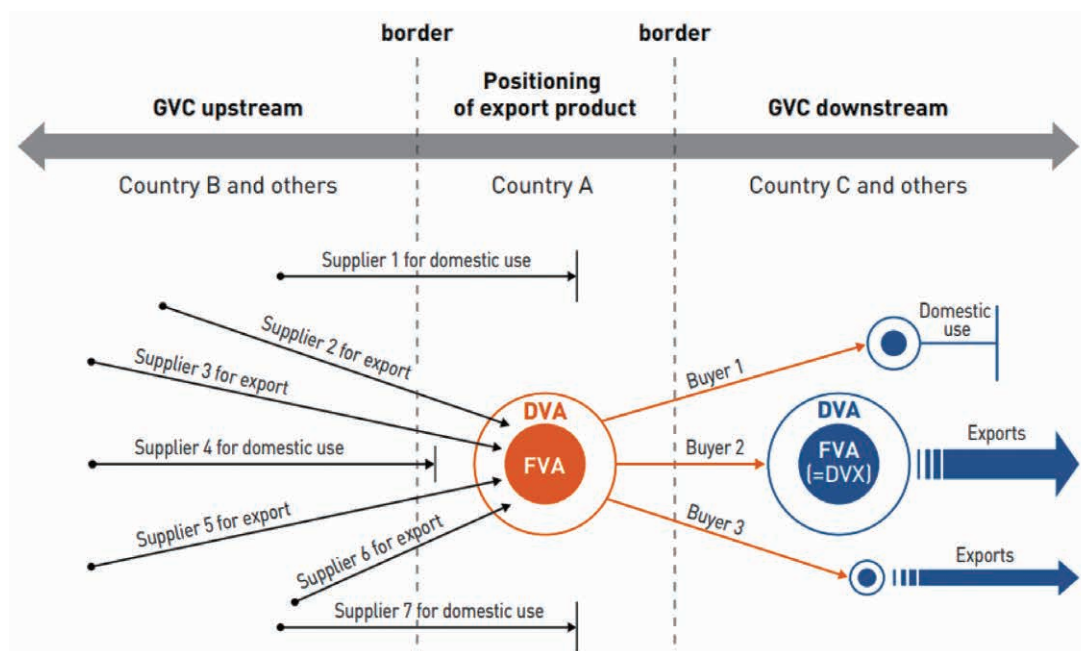 border
border
GVC upstream
Positioning
of export product
GVC downstream
Country B and others
Country A
Country C and others
Supplier 1 for domestic use
Supplier 2 for export
Supplier 3 for export
Supplier 4 for domestic use
Supplier 5 for export
Supplier 6 for export
Supplier 7 for domestic use
DVA
FVA
Buyer 1
Buyer 2
Buyer 3
Domestic
use
DVA
FVA
(=DVX)
Exports
Exports